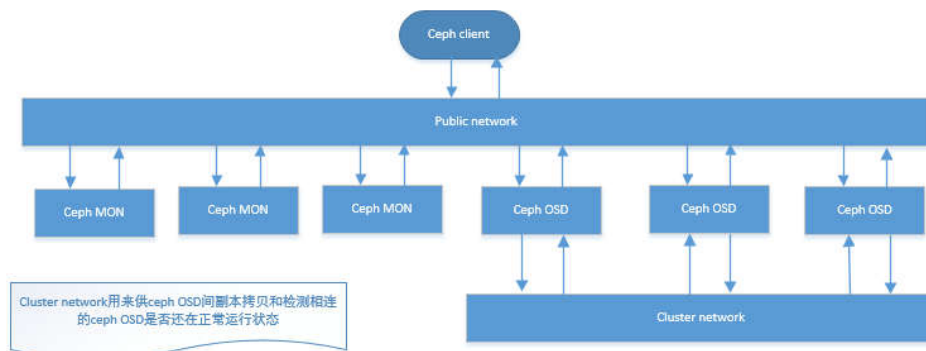 Ceph client
Public network
Ceph MON
Ceph MON
Ceph MON
Ceph OSD
Ceph OSD
Ceph OSD
Cluster network用来供ceph OSD间副本拷贝和检测相连
的ceph OSD是否还在正常运行状态
Cluster network